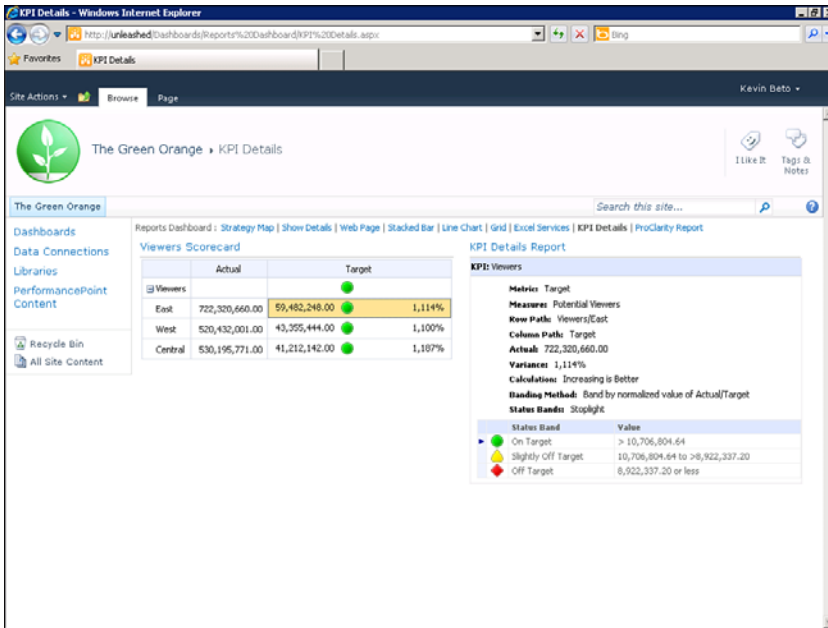 KPI Details - Windows Internet Explorer
http://unleashed/Dashboards/Reports%20Dashboard/KPI%20Details.aspx
Bing
Favorites
KPI Details
Site Actions
Browse
Page
Kevin Beto
The Green Orange › KPI Details
I Like It
Tags & Notes
The Green Orange
Search this site...
Dashboards
Data Connections
Libraries
PerformancePoint
Content
Recycle Bin
All Site Content
Reports Dashboard : Strategy Map | Show Details | Web Page | Stacked Bar | Line Chart | Grid | Excel Services | KPI Details | ProClarity Report
Viewers Scorecard
Actual Target
Viewers
East 722,320,660.00 59,482,248.00 1,114%
West 520,432,001.00 43,355,444.00 1,100%
Central 530,195,771.00 41,212,142.00 1,187%
KPI Details Report
KPI: Viewers
Metric: Target
Measure: Potential Viewers
Row Path: Viewers/East
Column Path: Target
Actual: 722,320,660.00
Variance: 1,114%
Calculation: Increasing is Better
Banding Method: Band by normalized value of Actual/Target
Status Bands: Stoplight
Status Band Value
On Target > 10,706,804.64
Slightly Off Target 10,706,804.64 to >8,922,337.20
Off Target 8,922,337.20 or less